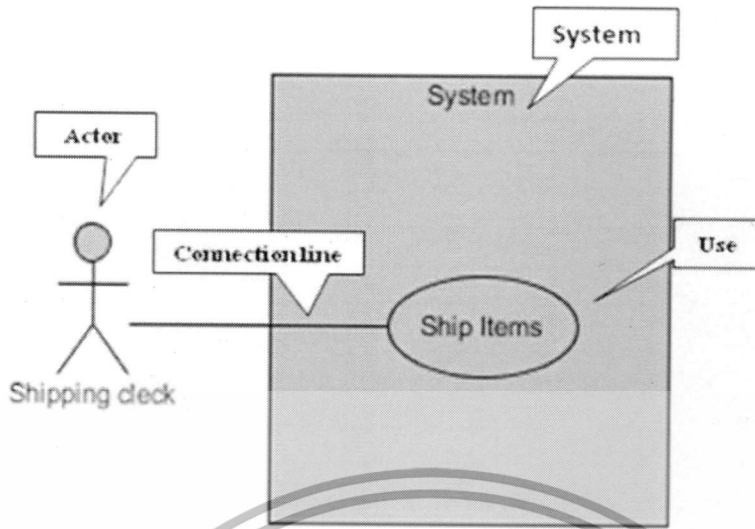 System
System
Actor
Connectionline
Use
Ship Items
Shipping cleck